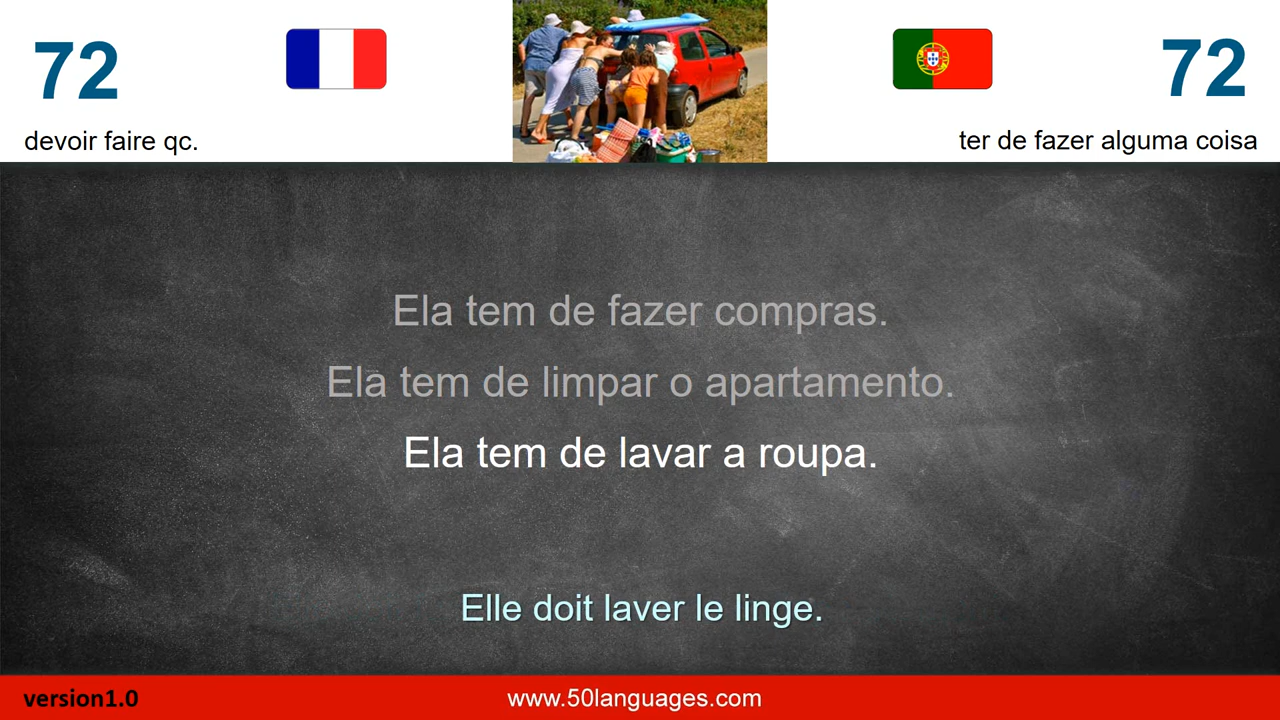 72
72
devoir faire qc.
ter de fazer alguma coisa
Ela tem de fazer compras.
Ela tem de limpar o apartamento.
Ela tem de lavar a roupa.
Elle doit laver le linge.
version1.0
www.50languages.com